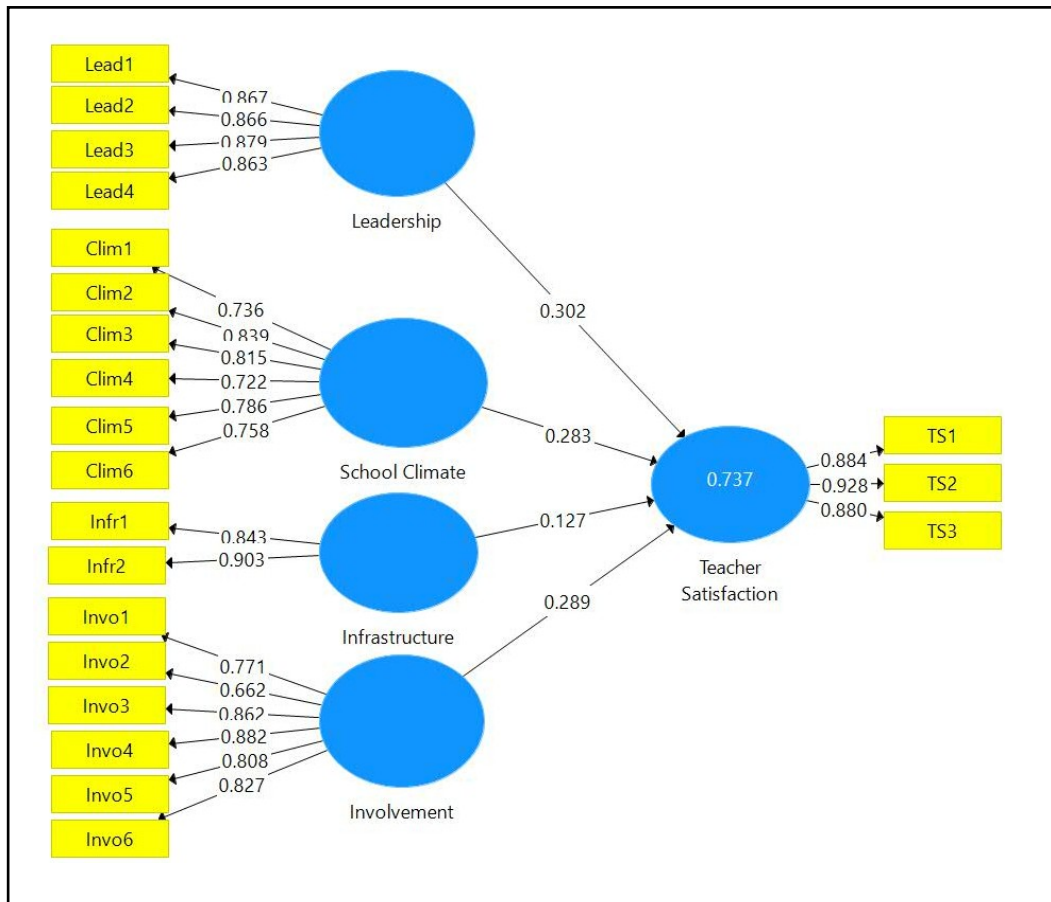 Lead1
0.867
Lead2
0.866
Lead3
0.879
Lead4
0.863
Leadership
Clim1
0.736
Clim2
0.839
Clim3
0.815
Clim4
0.722
Clim5
0.786
Clim6
0.758
School Climate
Infr1
0.843
Infr2
0.903
Infrastructure
Invo1
0.771
Invo2
0.662
Invo3
0.862
Invo4
0.882
Invo5
0.808
Invo6
0.827
Involvement
0.302
0.283
0.127
0.289
0.737
Teacher
Satisfaction
0.884
TS1
0.928
TS2
0.880
TS3